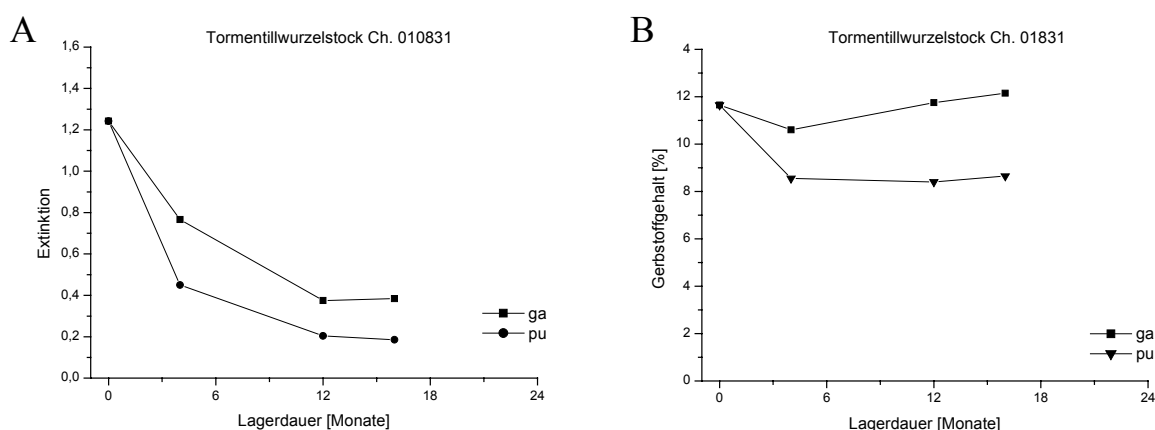 A
Tormentillwurzelstock Ch. 010831
1,6
1,4
1,2
1,0
0,8
0,6
0,4
0,2
0,0
Extinktion
0 6 12 18 24
Lagerdauer [Monate]
ga
pu
B
Tormentillwurzelstock Ch. 01831
4
12
10
8
6
4
2
0
Gerbstoffgehalt [%]
0 6 12 18 24
Lagerdauer [Monate]
ga
pu